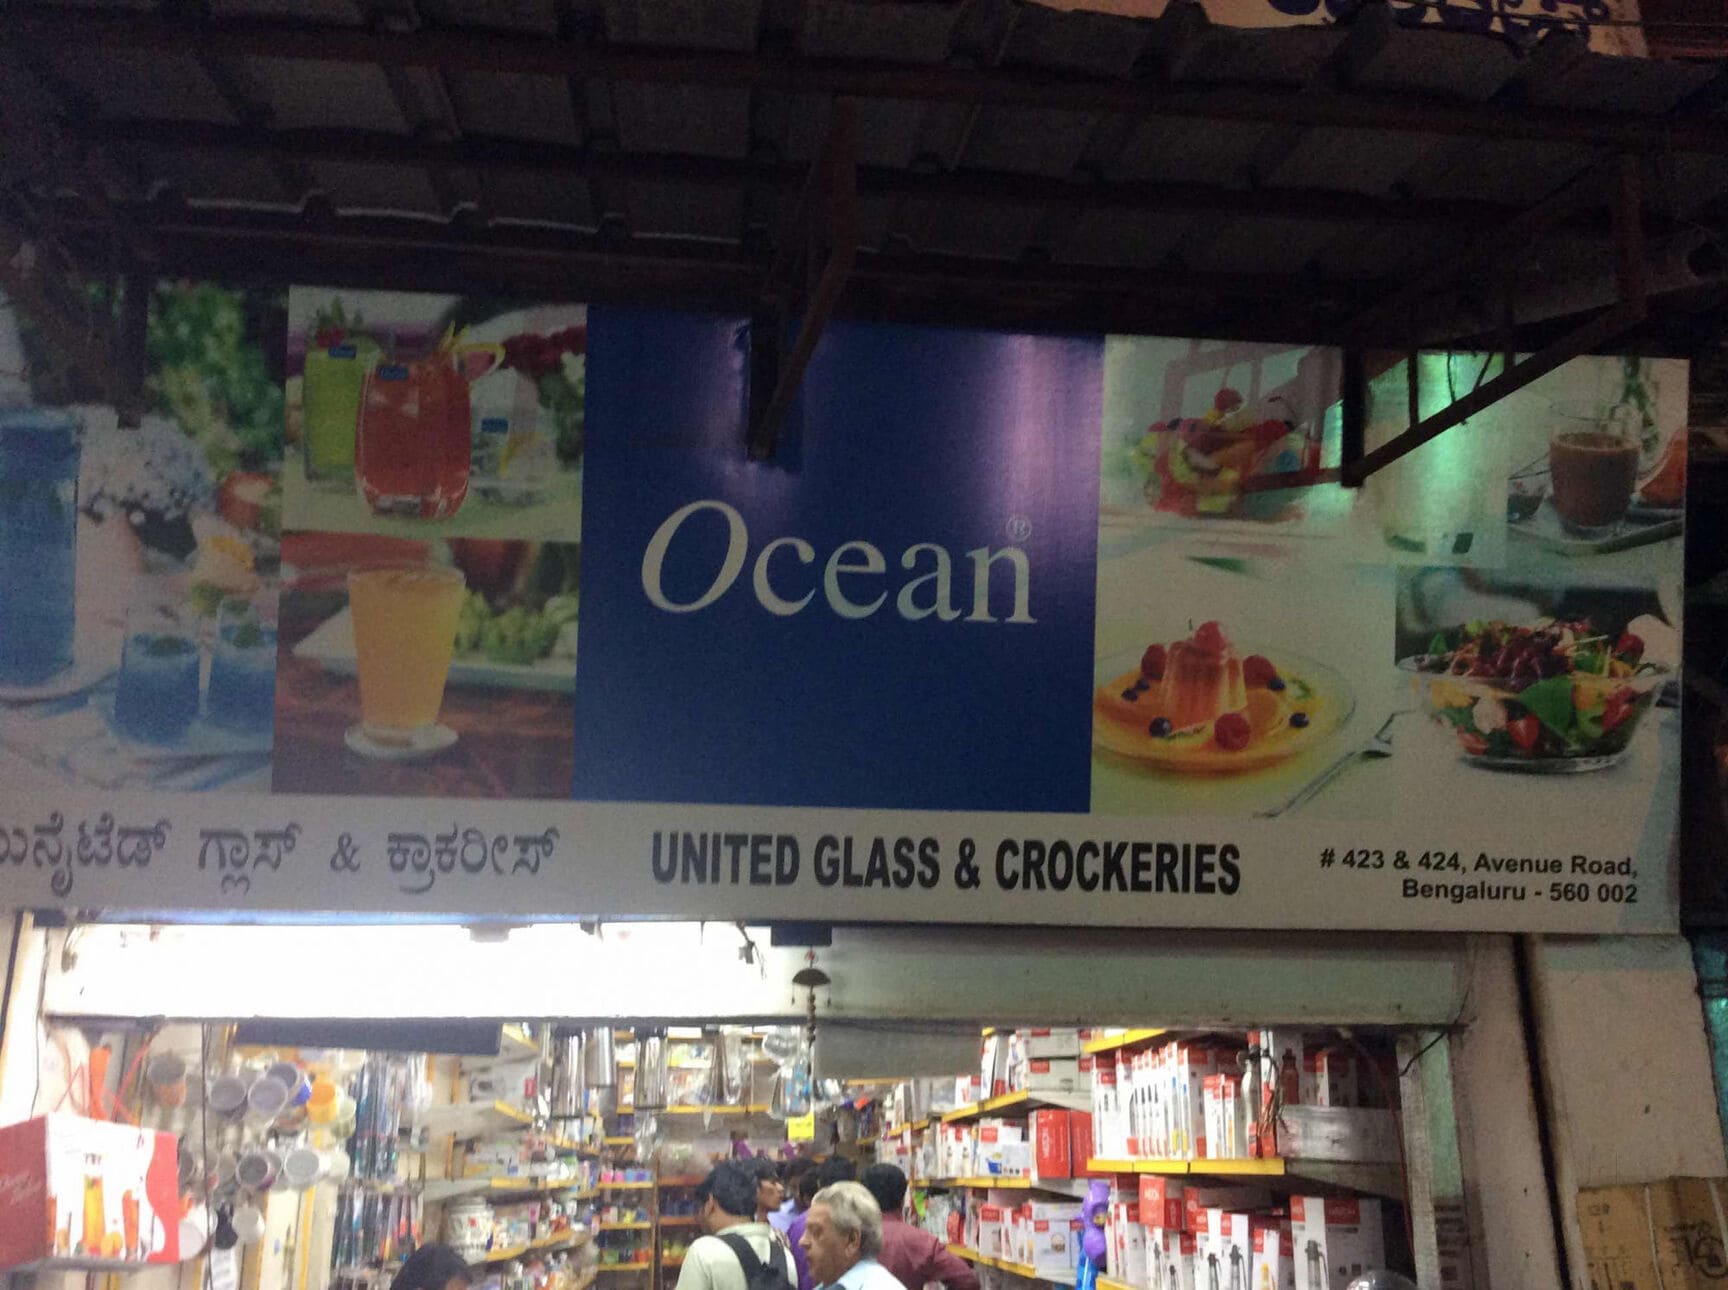 Ocean®
ಯುನೈಟೆಡ್ ಗ್ಲಾಸ್ & ಕ್ರಾಕರೀಸ್
UNITED GLASS & CROCKERIES
# 423 & 424, Avenue Road,
Bengaluru - 560 002